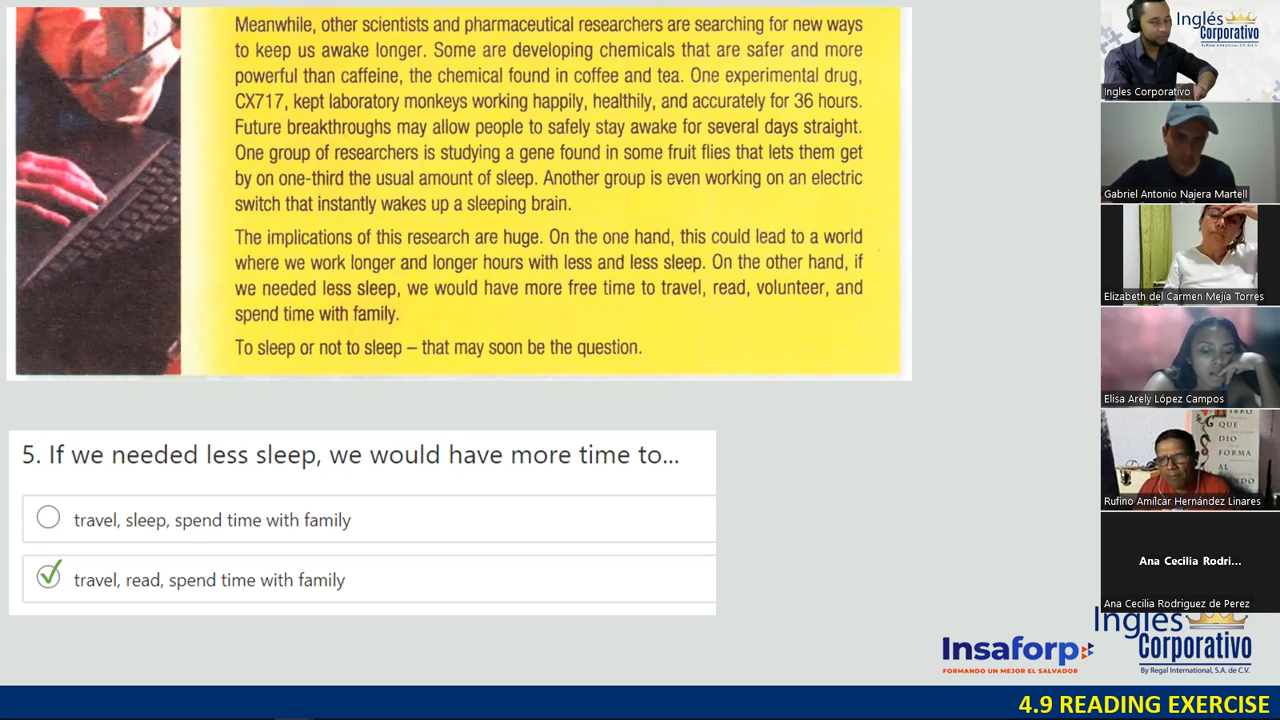 Meanwhile, other scientists and pharmaceutical researchers are searching for new ways
to keep us awake longer. Some are developing chemicals that are safer and more
powerful than caffeine, the chemical found in coffee and tea. One experimental drug,
CX717, kept laboratory monkeys working happily, healthily, and accurately for 36 hours.
Future breakthroughs may allow people to safely stay awake for several days straight.
One group of researchers is studying a gene found in some fruit flies that lets them get
by on one-third the usual amount of sleep. Another group is even working on an electric
switch that instantly wakes up a sleeping brain.
The implications of this research are huge. On the one hand, this could lead to a world
where we work longer and longer hours with less and less sleep. On the other hand, if
we needed less sleep, we would have more free time to travel, read, volunteer, and
spend time with family.
To sleep or not to sleep – that may soon be the question.
5. If we needed less sleep, we would have more time to...
travel, sleep, spend time with family
travel, read, spend time with family
Inglés
Corporativo
Ingles Corporativo
Gabriel Antonio Najera Martell
Elizabeth del Carmen Mejia Torres
Elisa Arely López Campos
QUE
DIO
FORMA
AL
Rufino Amílcar Hernández Linares
Ana Cecilia Rodri...
Ana Cecilia Rodriguez de Perez
Insaforp
FORMANDO UN MEJOR EL SALVADOR
Inglés
Corporativo
By Regal International, S.A. de C.V.
4.9 READING EXERCISE